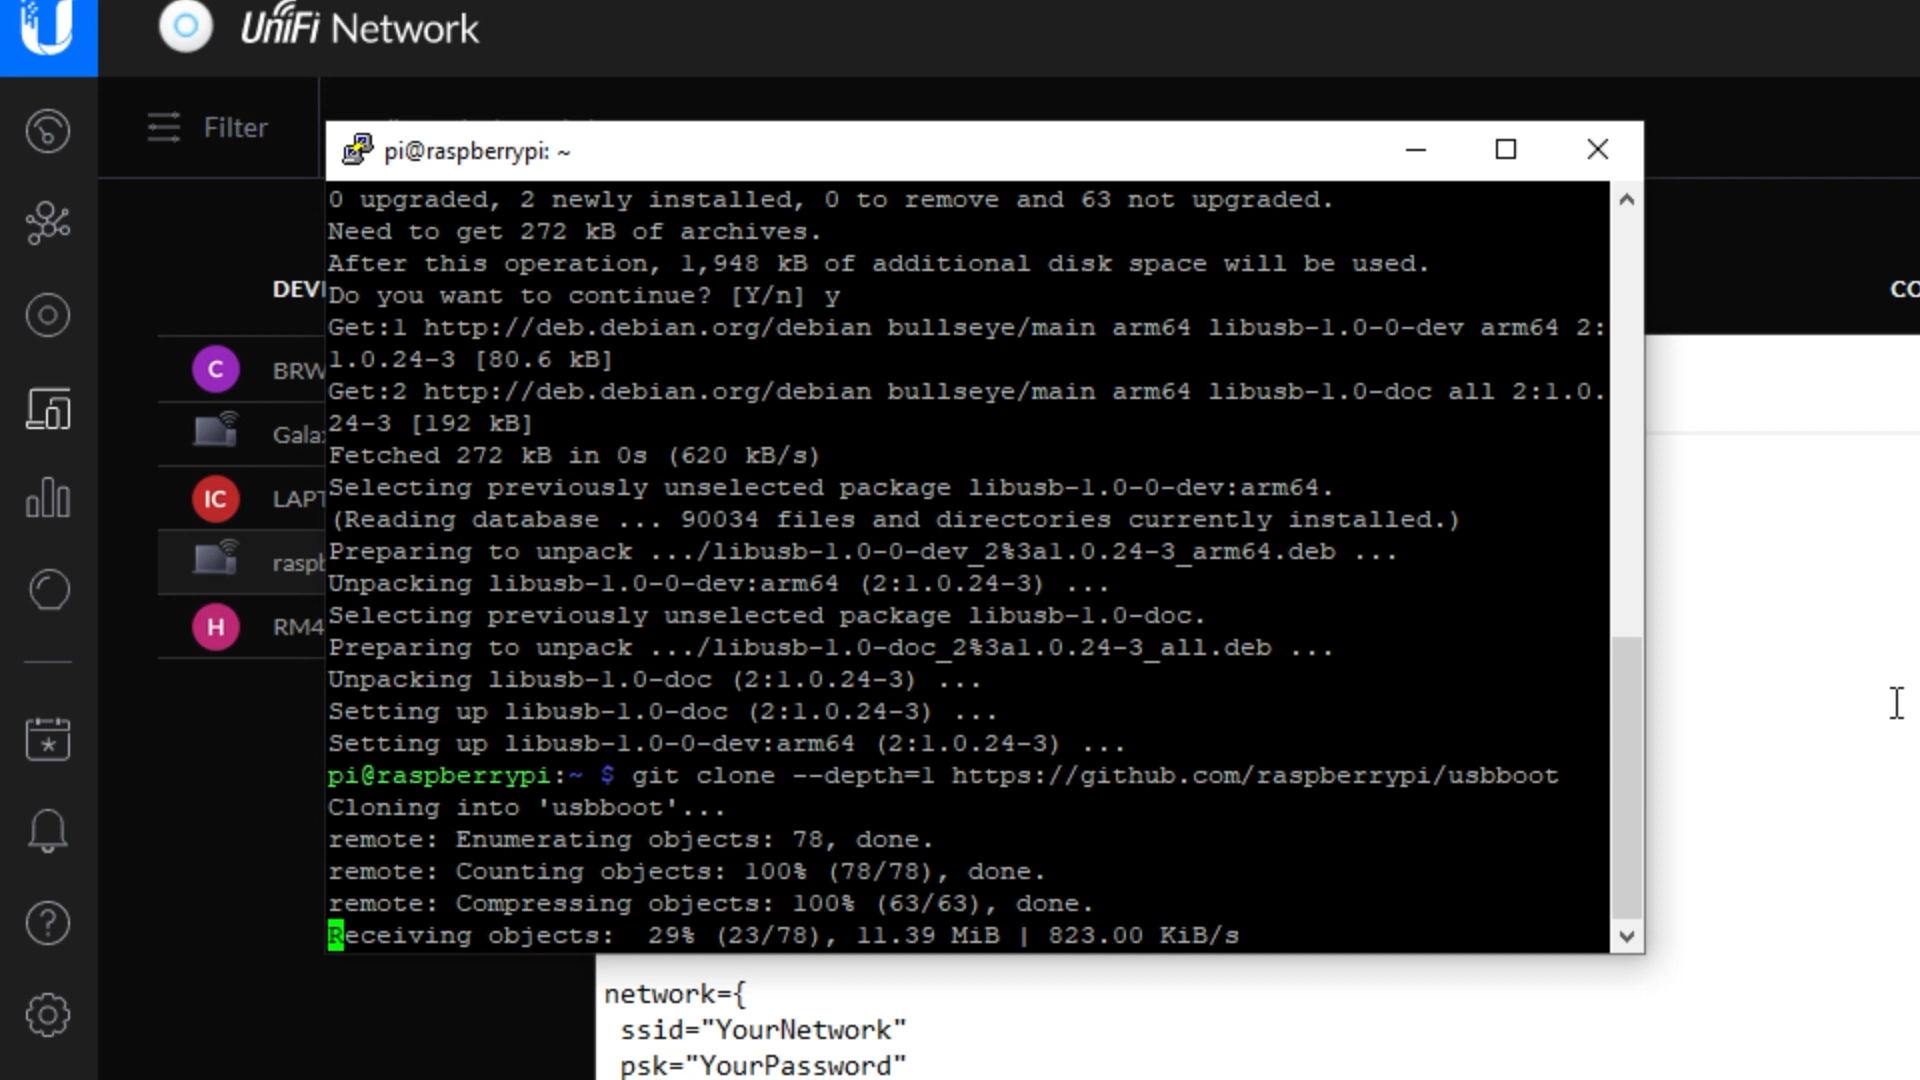 UniFi Network
Filter
pi@raspberrypi: ~
0 upgraded, 2 newly installed, 0 to remove and 63 not upgraded.
Need to get 272 kB of archives.
After this operation, 1,948 kB of additional disk space will be used.
Do you want to continue? [Y/n] y
Get:1 http://deb.debian.org/debian bullseye/main arm64 libusb-1.0-0-dev arm64 2:
1.0.24-3 [80.6 kB]
Get:2 http://deb.debian.org/debian bullseye/main arm64 libusb-1.0-doc all 2:1.0.
24-3 [192 kB]
Fetched 272 kB in 0s (620 kB/s)
Selecting previously unselected package libusb-1.0-0-dev:arm64.
(Reading database ... 90034 files and directories currently installed.)
Preparing to unpack .../libusb-1.0-0-dev_2%3a1.0.24-3_arm64.deb ...
Unpacking libusb-1.0-0-dev:arm64 (2:1.0.24-3) ...
Selecting previously unselected package libusb-1.0-doc.
Preparing to unpack .../libusb-1.0-doc_2%3a1.0.24-3_all.deb ...
Unpacking libusb-1.0-doc (2:1.0.24-3) ...
Setting up libusb-1.0-doc (2:1.0.24-3) ...
Setting up libusb-1.0-0-dev:arm64 (2:1.0.24-3) ...
pi@raspberrypi:~ $ git clone --depth=1 https://github.com/raspberrypi/usbboot
Cloning into 'usbboot'...
remote: Enumerating objects: 78, done.
remote: Counting objects: 100% (78/78), done.
remote: Compressing objects: 100% (63/63), done.
Receiving objects:  29% (23/78), 11.39 MiB | 823.00 KiB/s
DEVI
CO
C BRW
Gala
IC LAPT
rasp
H RM4
network={
ssid="YourNetwork"
psk="YourPassword"